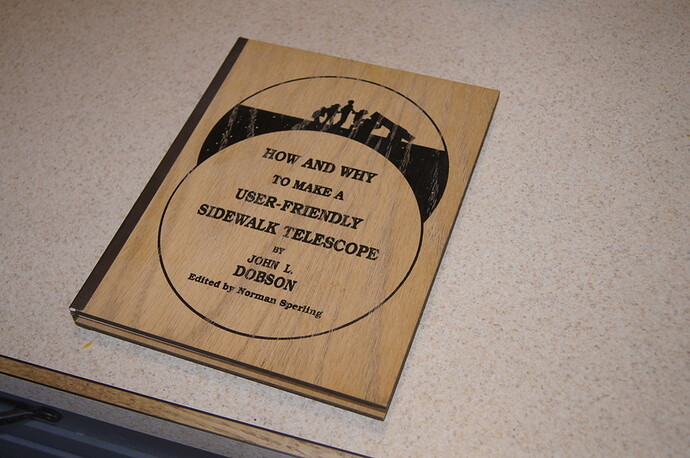 HOW AND WHY
TO MAKE A
USER-FRIENDLY
SIDEWALK TELESCOPE
BY
JOHN L.
DOBSON
Edited by Norman Sperling